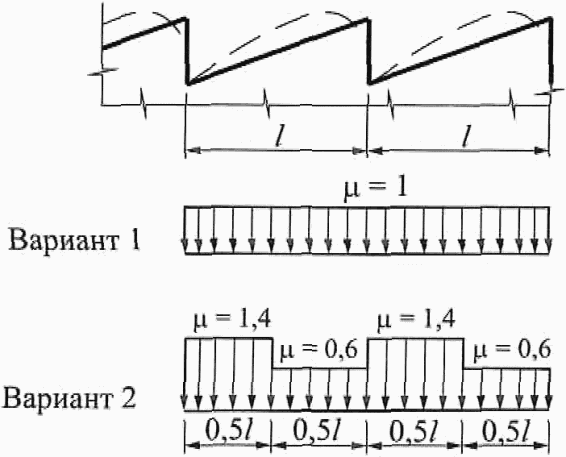 l l
μ = 1
Вариант 1
μ = 1,4 μ = 0,6 μ = 1,4 μ = 0,6
Вариант 2
0,5l 0,5l 0,5l 0,5l